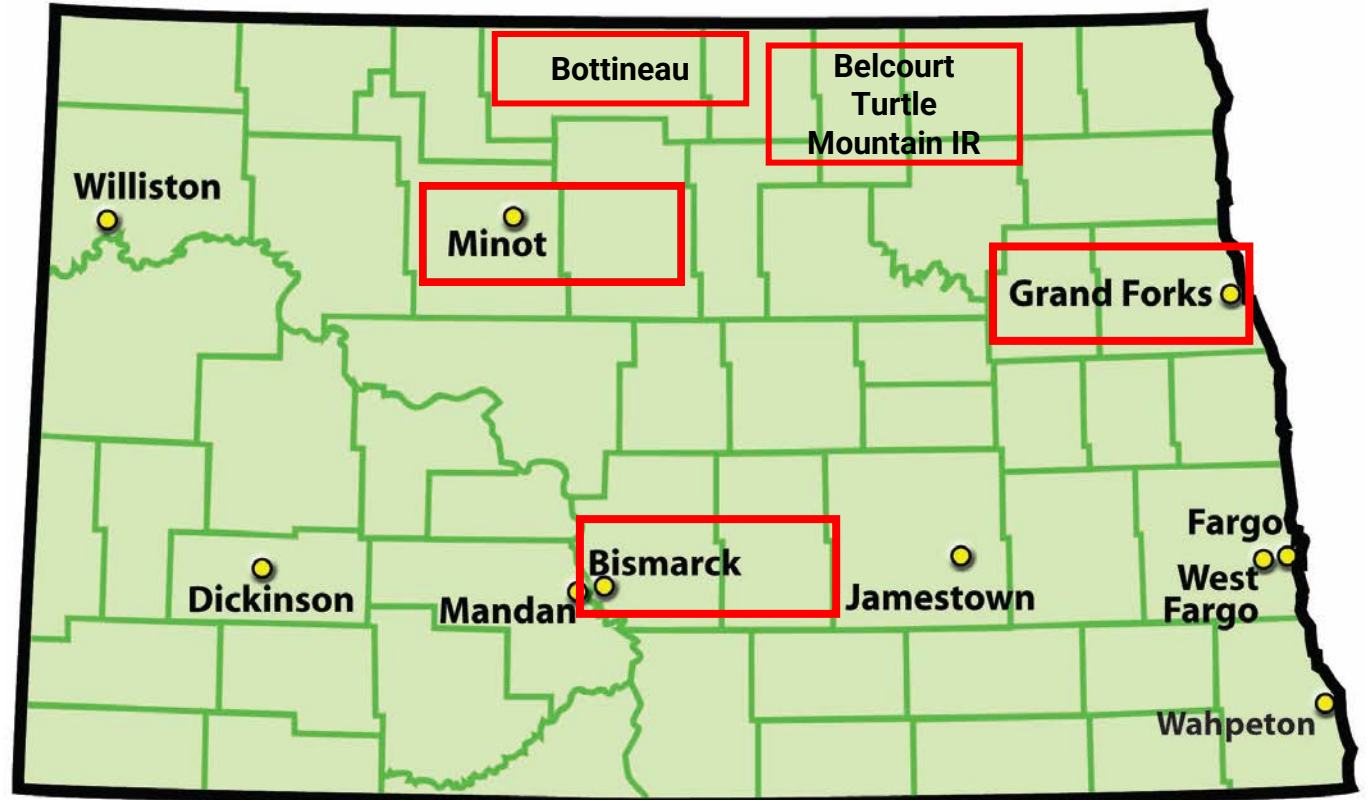 Bottineau
Belcourt
Turtle
Mountain IR
Williston
Minot
Grand Forks
Fargo
Bismarck
West
Fargo
Dickinson
Mandan
Jamestown
Wahpeton